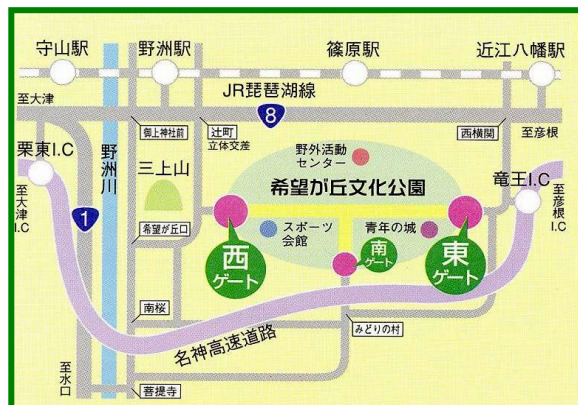 守山駅
野洲駅
篠原駅
近江八幡駅
JR琵琶湖線
至大津
8
御上神社前
辻町
立体交差
西横関
至彦根
栗東I.C
野洲川
三上山
野外活動
センター
希望が丘文化公園
竜王I.C
至大津I.C
1
希望が丘口
西
ゲート
スポーツ
会館
青年の城
南
ゲート
東
ゲート
至彦根I.C
南桜
みどりの村
名神高速道路
至水口
菩提寺